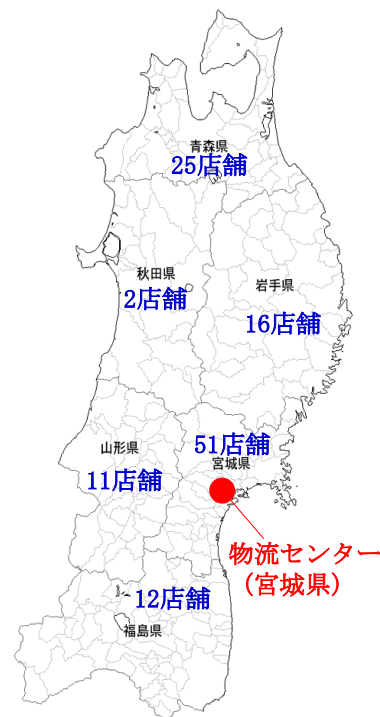 青森県
25店舗
秋田県
2店舗
岩手県
16店舗
51店舗
宮城県
山形県
11店舗
物流センター
（宮城県）
12店舗
福島県